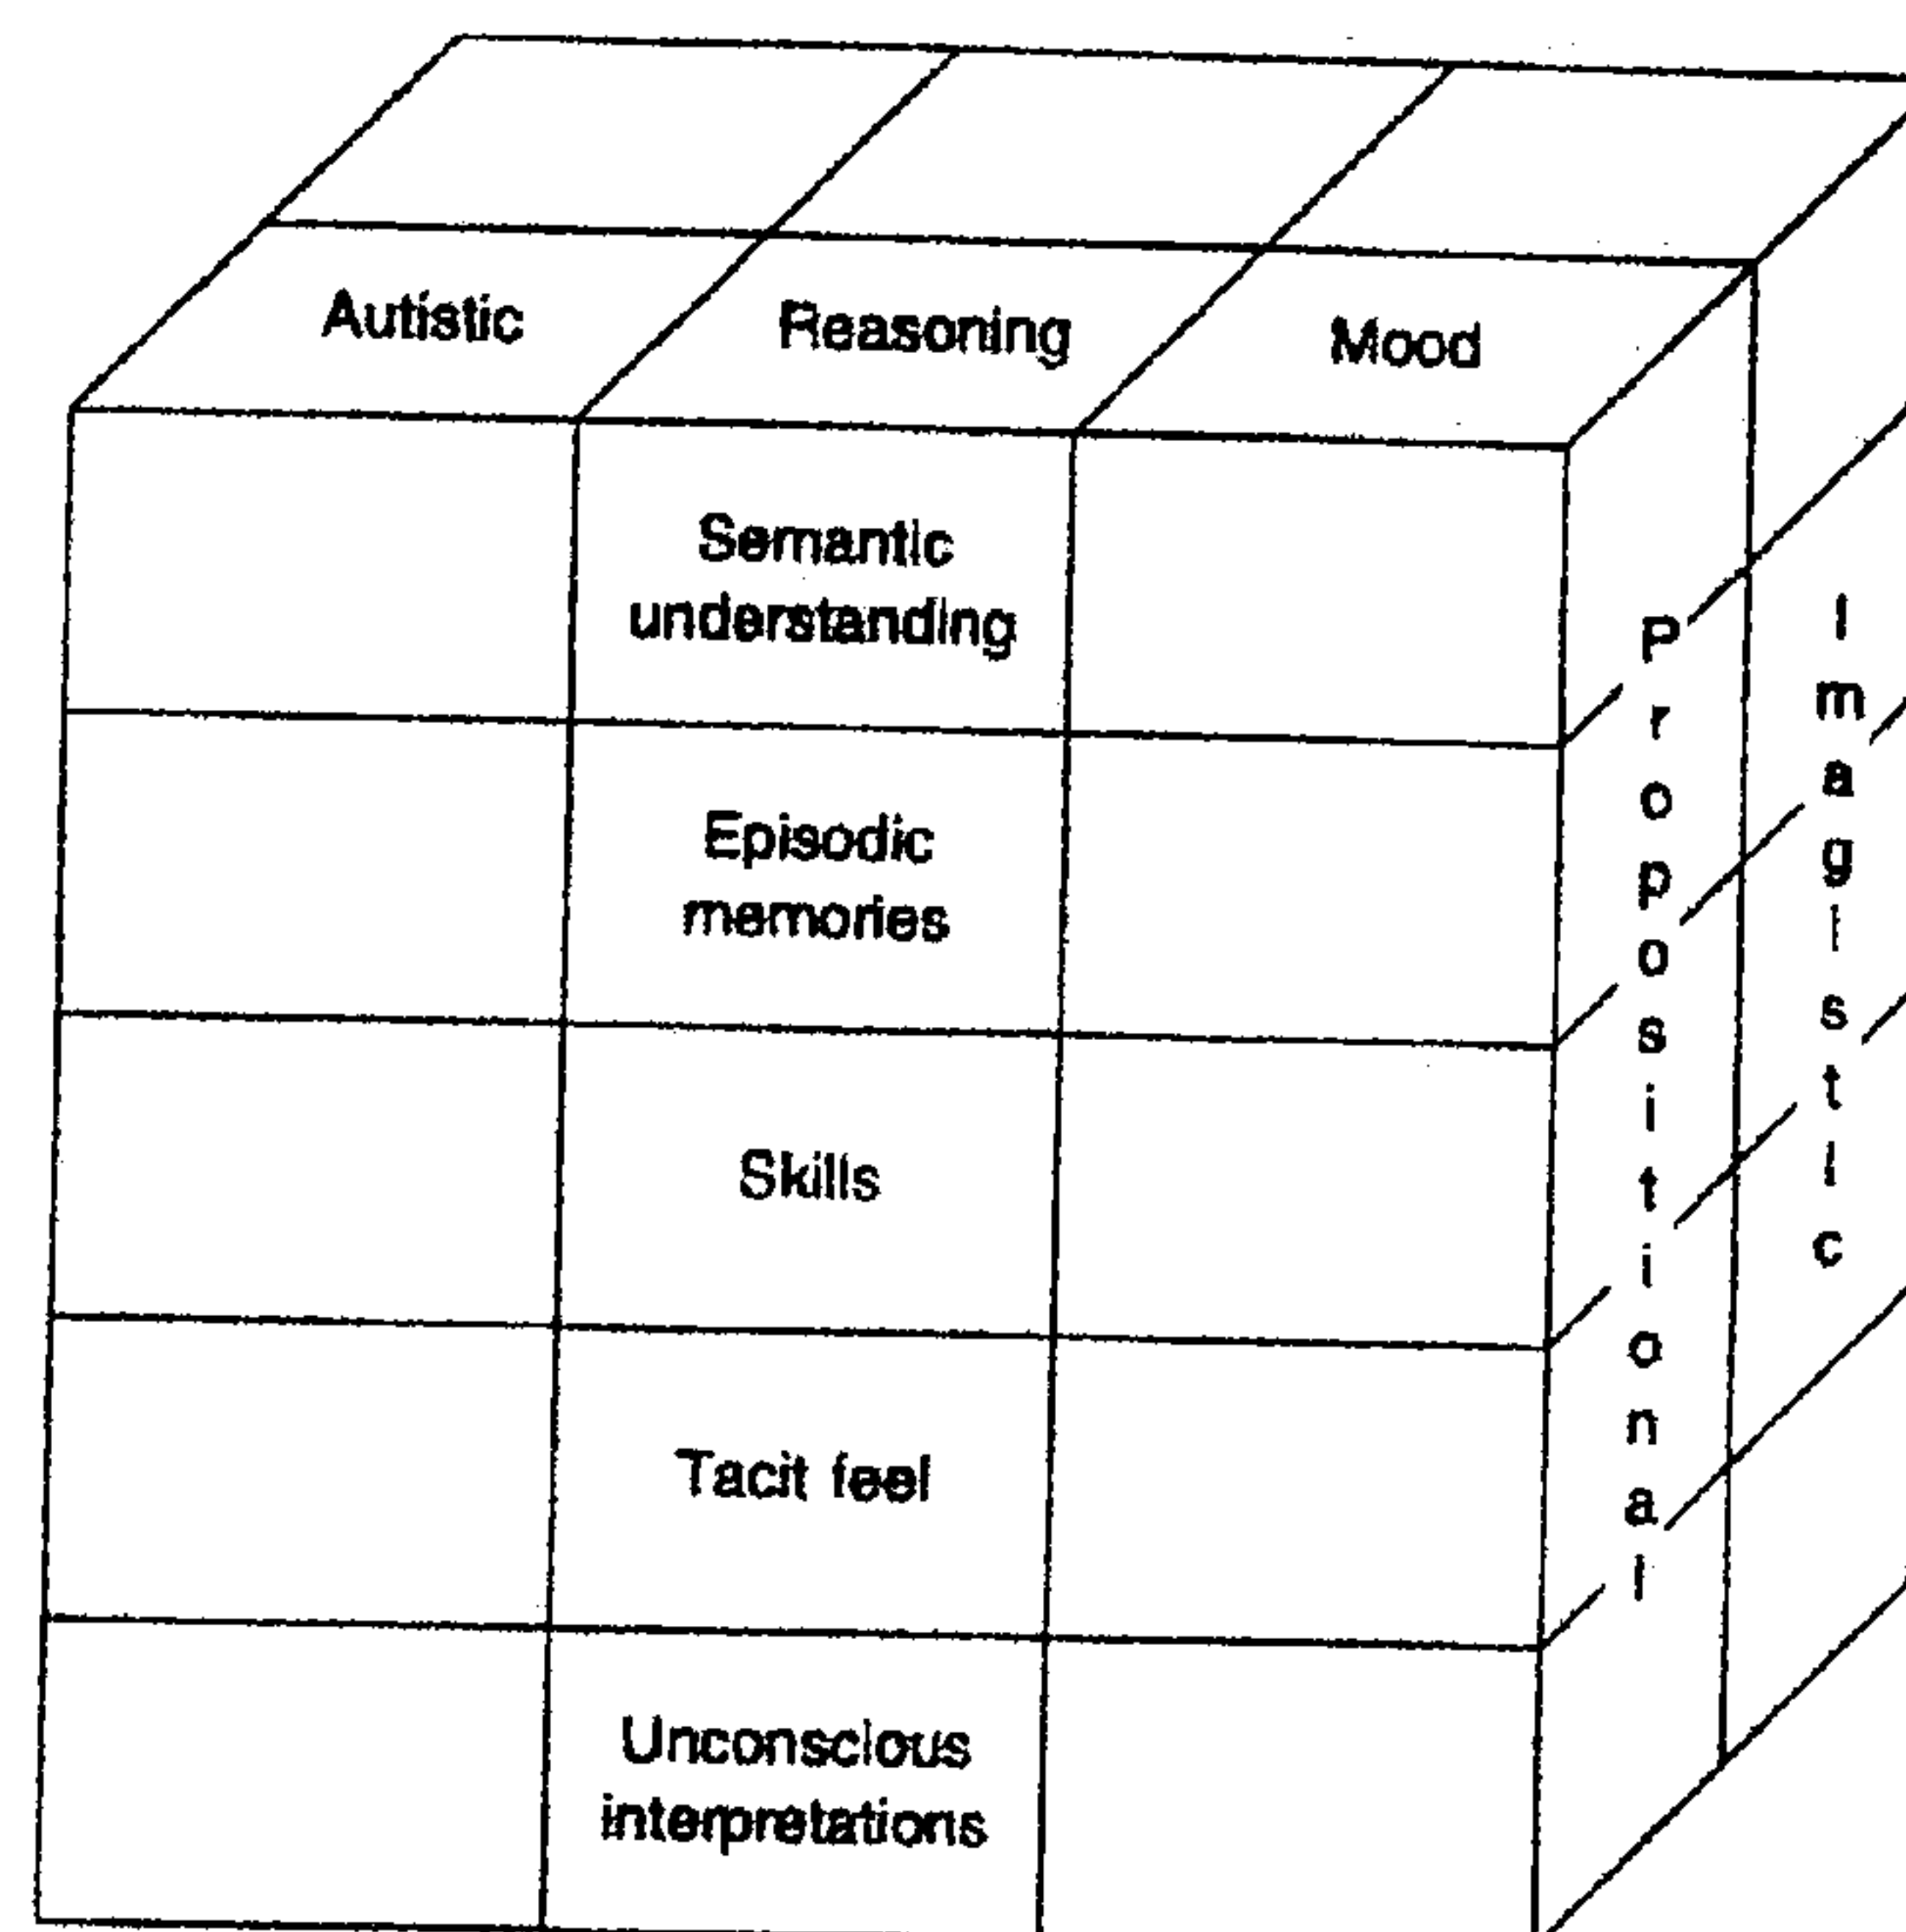 Autistic
Reasoning
Mood
Semantic
understanding
Episodic
memories
Skills
Tacit feel
Unconscious
interpretations
Propositional
Imagistic